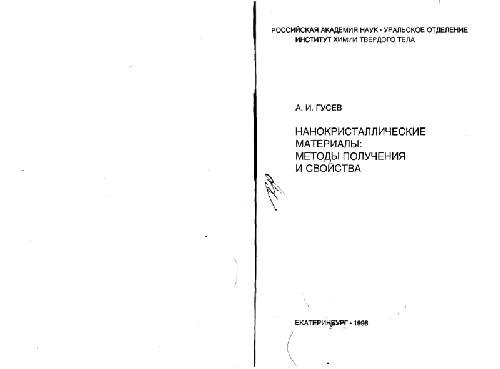 РОССИЙСКАЯ АКАДЕМИЯ НАУК • УРАЛЬСКОЕ ОТДЕЛЕНИЕ
ИНСТИТУТ ХИМИИ ТВЕРДОГО ТЕЛА
А. И. ГУСЕВ
НАНОКРИСТАЛЛИЧЕСКИЕ
МАТЕРИАЛЫ:
МЕТОДЫ ПОЛУЧЕНИЯ
И СВОЙСТВА
ЕКАТЕРИНБУРГ • 1998